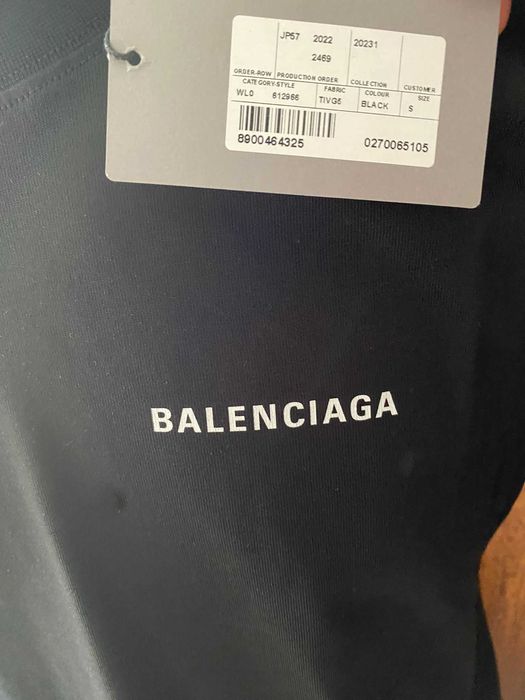 JP57 2022 20231
2469
ORDER-ROW PRODUCTION ORDER COLLECTION CUSTOMER
CATEGORY-STYLE FABRIC COLOUR SIZE
WL0 612966 TIVG5 BLACK S
8900464325 0270065105
BALENCIAGA